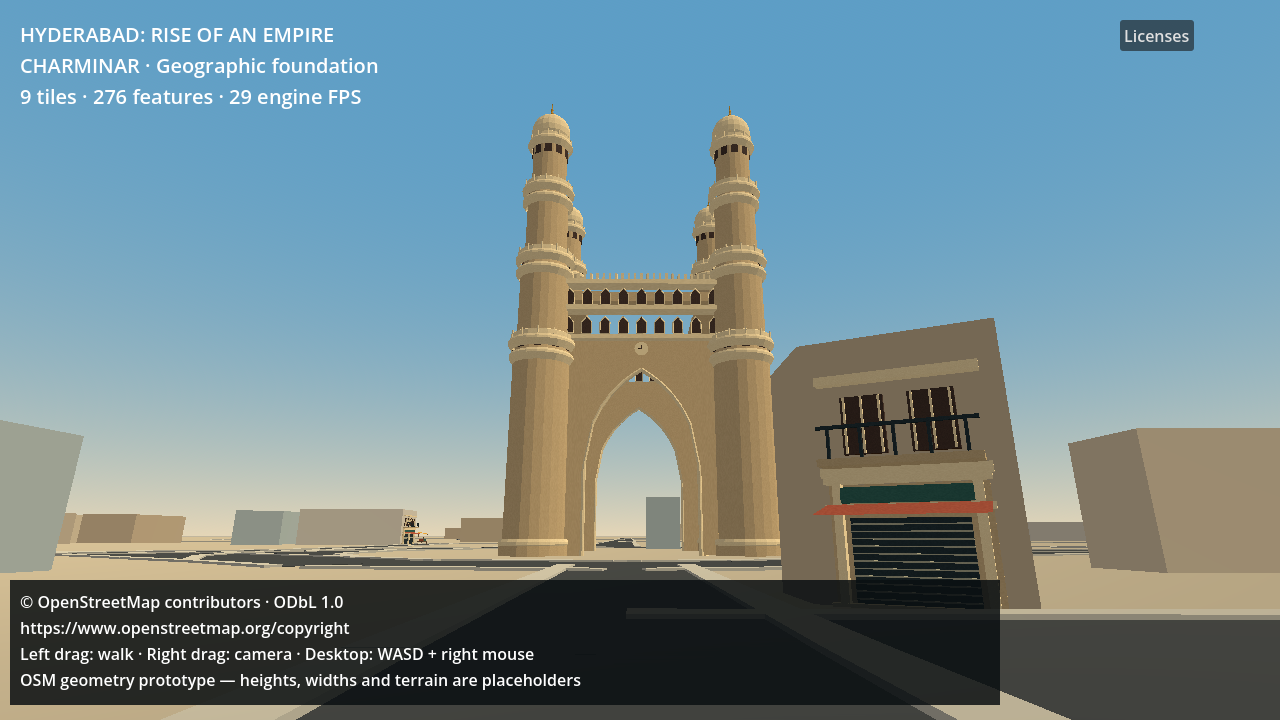 HYDERABAD: RISE OF AN EMPIRE
CHARMINAR · Geographic foundation
9 tiles · 276 features · 29 engine FPS
Licenses
© OpenStreetMap contributors · ODbL 1.0
https://www.openstreetmap.org/copyright
Left drag: walk · Right drag: camera · Desktop: WASD + right mouse
OSM geometry prototype — heights, widths and terrain are placeholders